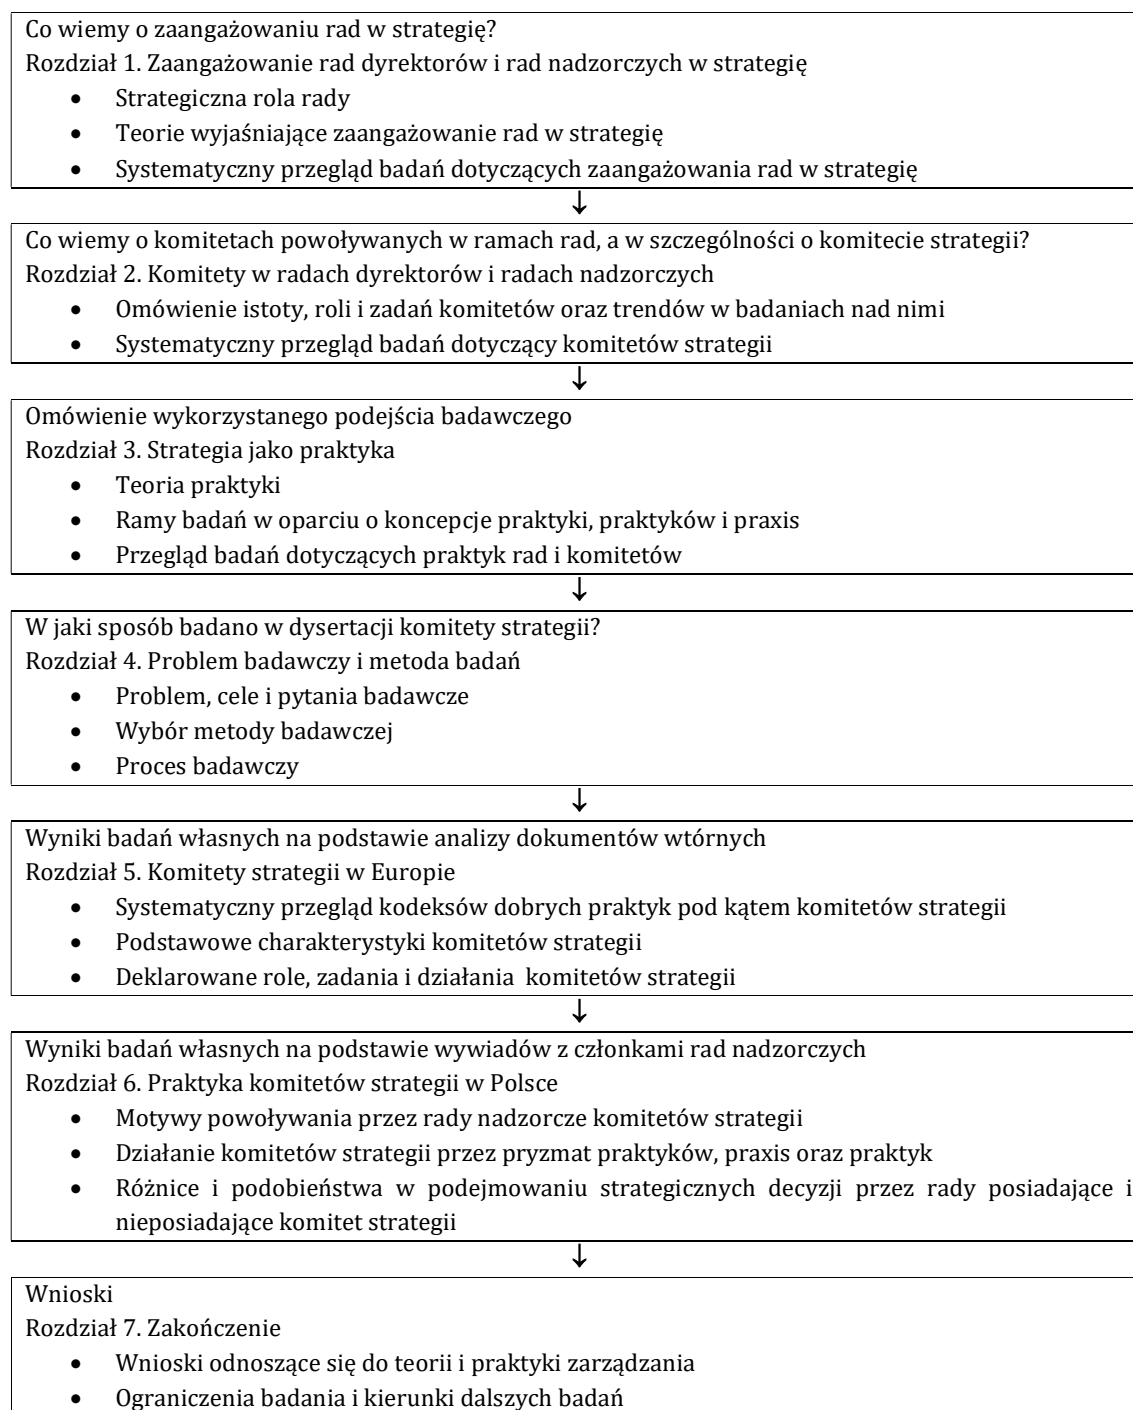 Co wiemy o zaangażowaniu rad w strategię?
Rozdział 1. Zaangażowanie rad dyrektorów i rad nadzorczych w strategię
• Strategiczna rola rady
• Teorie wyjaśniające zaangażowanie rad w strategię
• Systematyczny przegląd badań dotyczących zaangażowania rad w strategię
↓
Co wiemy o komitetach powoływanych w ramach rad, a w szczególności o komitecie strategii?
Rozdział 2. Komitety w radach dyrektorów i radach nadzorczych
• Omówienie istoty, roli i zadań komitetów oraz trendów w badaniach nad nimi
• Systematyczny przegląd badań dotyczący komitetów strategii
↓
Omówienie wykorzystanego podejścia badawczego
Rozdział 3. Strategia jako praktyka
• Teoria praktyki
• Ramy badań w oparciu o koncepcje praktyki, praktyków i praxis
• Przegląd badań dotyczących praktyk rad i komitetów
↓
W jaki sposób badano w dysertacji komitety strategii?
Rozdział 4. Problem badawczy i metoda badań
• Problem, cele i pytania badawcze
• Wybór metody badawczej
• Proces badawczy
↓
Wyniki badań własnych na podstawie analizy dokumentów wtórnych
Rozdział 5. Komitety strategii w Europie
• Systematyczny przegląd kodeksów dobrych praktyk pod kątem komitetów strategii
• Podstawowe charakterystyki komitetów strategii
• Deklarowane role, zadania i działania komitetów strategii
↓
Wyniki badań własnych na podstawie wywiadów z członkami rad nadzorczych
Rozdział 6. Praktyka komitetów strategii w Polsce
• Motywy powoływania przez rady nadzorcze komitetów strategii
• Działanie komitetów strategii przez pryzmat praktyków, praxis oraz praktyk
• Różnice i podobieństwa w podejmowaniu strategicznych decyzji przez rady posiadające i
nieposiadające komitet strategii
↓
Wnioski
Rozdział 7. Zakończenie
• Wnioski odnoszące się do teorii i praktyki zarządzania
• Ograniczenia badania i kierunki dalszych badań